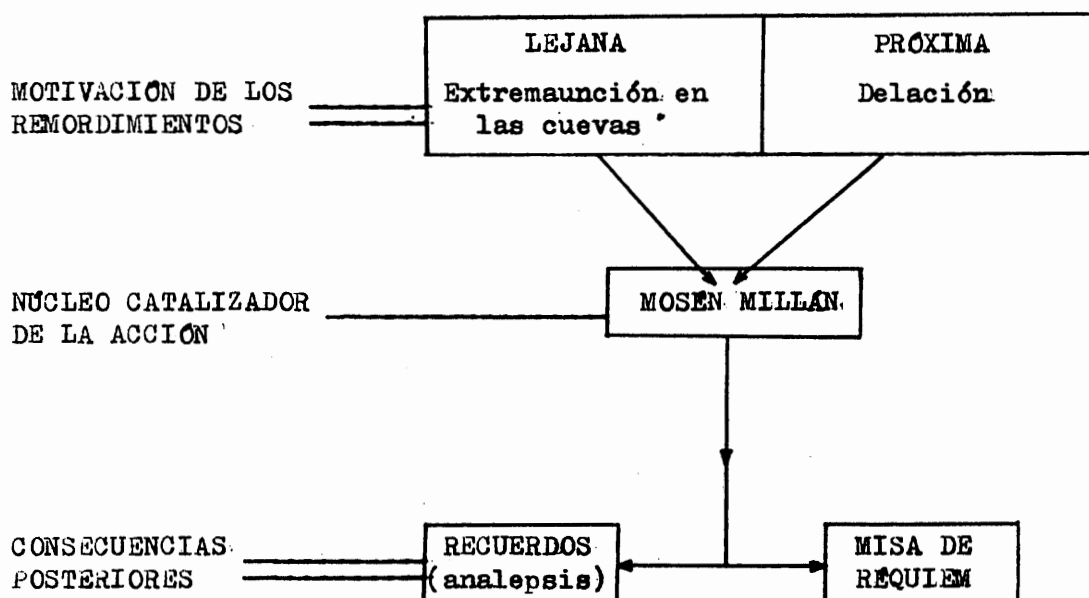 LEJANA
PRÓXIMA
MOTIVACIÓN DE LOS
REMORDIMIENTOS
Extremaunción en
las cuevas
Delación
NÚCLEO CATALIZADOR
DE LA ACCIÓN
MOSÉN MILLÁN
CONSECUENCIAS
POSTERIORES
RECUERDOS
(analepsis)
MISA DE
RÉQUIEM